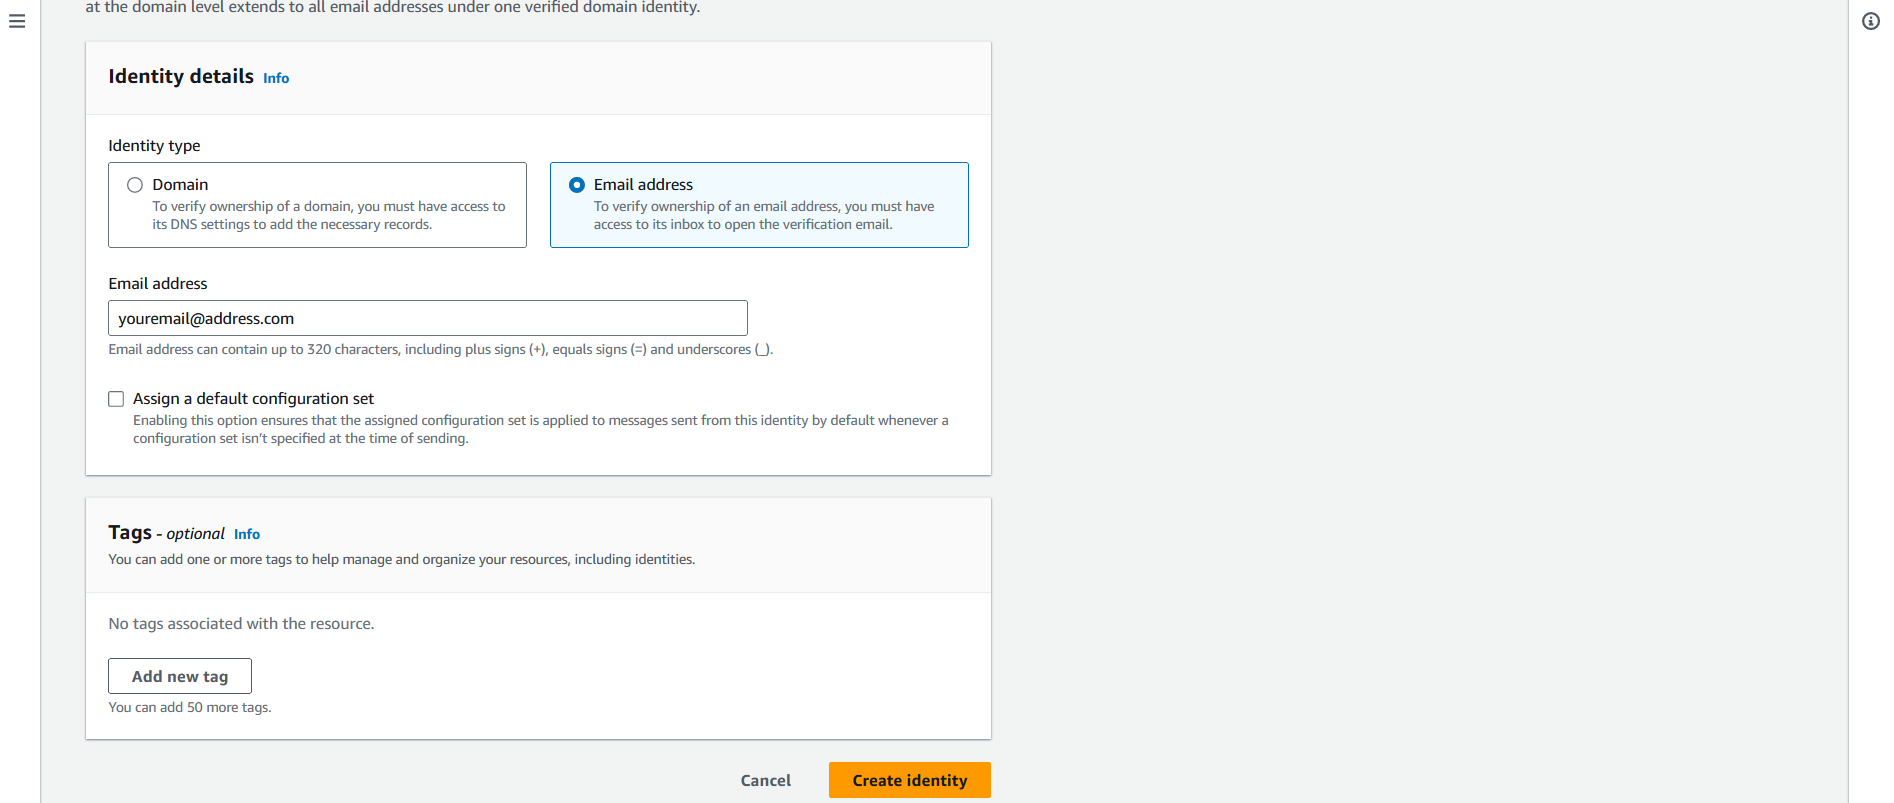 at the domain level extends to all email addresses under one verified domain identity.
Identity details Info
Identity type
Domain
To verify ownership of a domain, you must have access to
its DNS settings to add the necessary records.
Email address
To verify ownership of an email address, you must have
access to its inbox to open the verification email.
Email address
youremail@address.com
Email address can contain up to 320 characters, including plus signs (+), equals signs (=) and underscores (_).
Assign a default configuration set
Enabling this option ensures that the assigned configuration set is applied to messages sent from this identity by default whenever a
configuration set isn't specified at the time of sending.
Tags - optional Info
You can add one or more tags to help manage and organize your resources, including identities.
No tags associated with the resource.
Add new tag
You can add 50 more tags.
Cancel Create identity